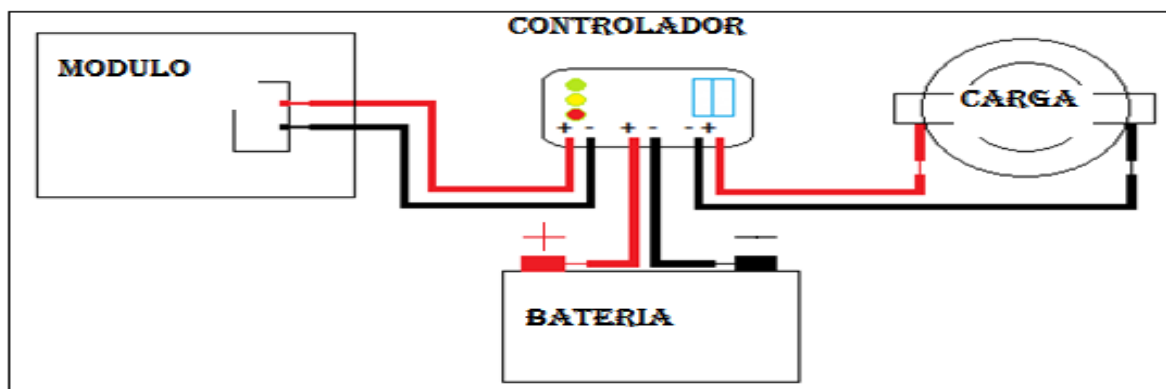 CONTROLADOR
MODULO
CARGA
+ - + - - +
+ -
BATERIA